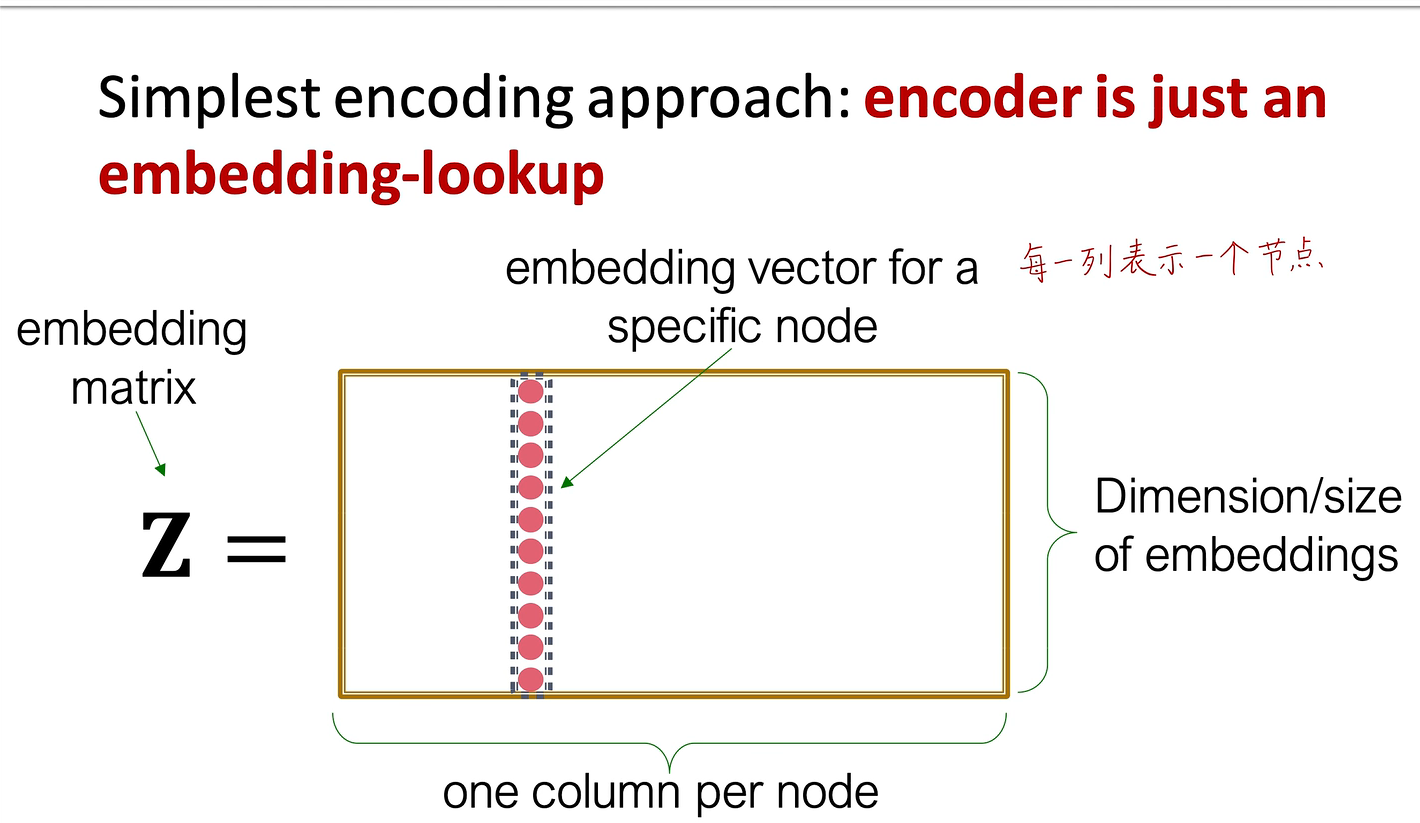 Simplest encoding approach: encoder is just an
embedding-lookup
embedding vector for a
specific node
每一列表示一个节点
embedding
matrix
Z =
Dimension/size
of embeddings
one column per node